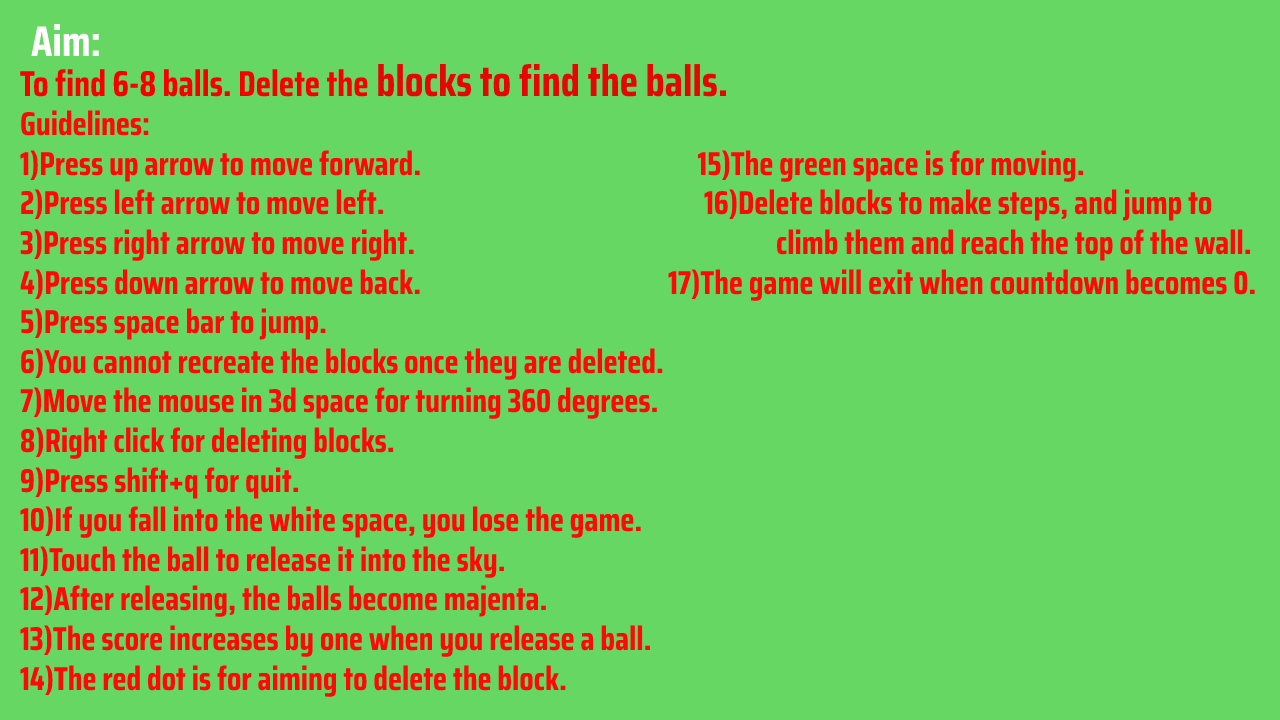 Aim:
To find 6-8 balls. Delete the blocks to find the balls.
Guidelines:
1)Press up arrow to move forward.
2)Press left arrow to move left.
3)Press right arrow to move right.
4)Press down arrow to move back.
5)Press space bar to jump.
6)You cannot recreate the blocks once they are deleted.
7)Move the mouse in 3d space for turning 360 degrees.
8)Right click for deleting blocks.
9)Press shift+q for quit.
10)If you fall into the white space, you lose the game.
11)Touch the ball to release it into the sky.
12)After releasing, the balls become majenta.
13)The score increases by one when you release a ball.
14)The red dot is for aiming to delete the block.
15)The green space is for moving.
16)Delete blocks to make steps, and jump to
climb them and reach the top of the wall.
17)The game will exit when countdown becomes 0.